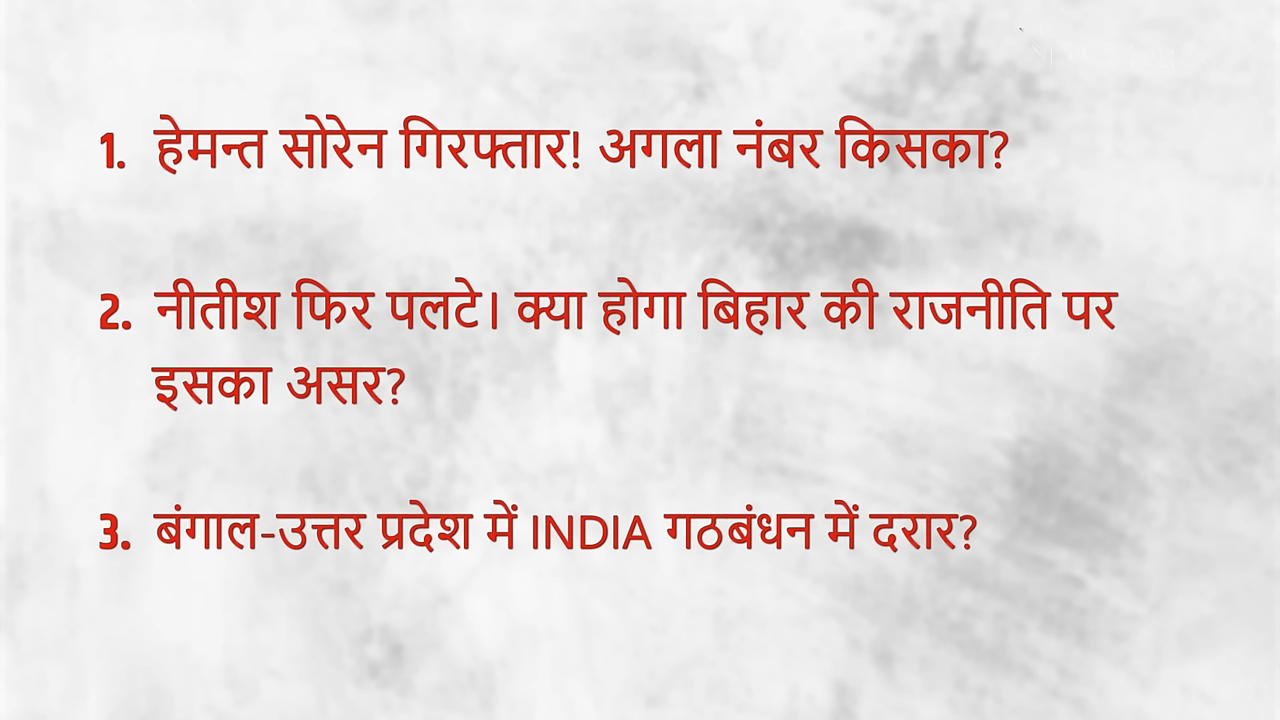 1. हेमन्त सोरेन गिरफ्तार! अगला नंबर किसका?
2. नीतीश फिर पलटे। क्या होगा बिहार की राजनीति पर
इसका असर?
3. बंगाल-उत्तर प्रदेश में INDIA गठबंधन में दरार?